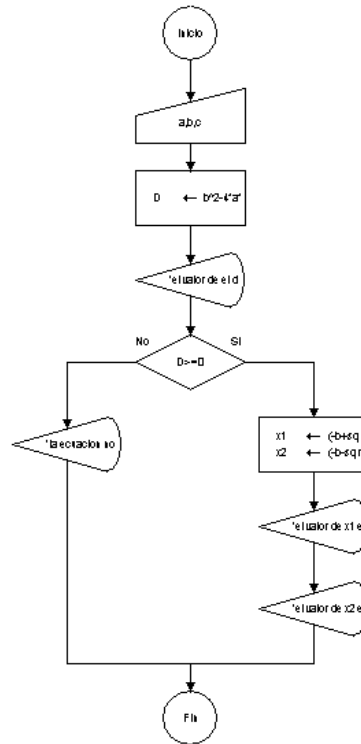 Inicio
a,b,c
D ← b^2-4*a*
'el valor de el d
No
SI
D>=0
'la ecuacion no
x1 ← (-b+sq
x2 ← (-b-sqr
'el valor de x1 e
'el valor de x2 e
Fin